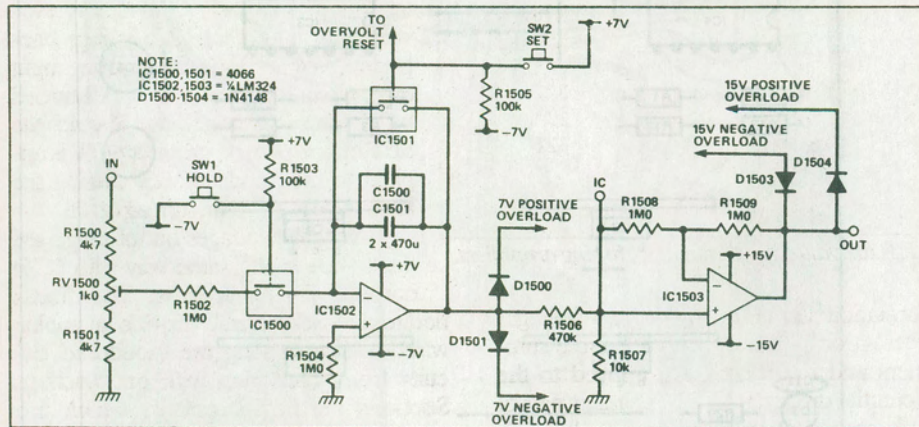 TO
OVERVOLT
RESET
SW2
SET
+7V
NOTE:
IC1500,1501 = 4066
IC1502,1503 = ¼LM324
D1500-1504 = 1N4148
R1505
100k
-7V
IC1501
15V POSITIVE
OVERLOAD
15V NEGATIVE
OVERLOAD
D1504
D1503
IN
SW1
HOLD
+7V
R1503
100k
-7V
C1500
C1501
2 x 470u
7V POSITIVE
OVERLOAD
IC
R1508
1M0
R1509
1M0
OUT
R1500
4k7
RV1500
1k0
R1501
4k7
R1502
1M0
IC1500
IC1502
+7V
-
+
-7V
R1504
1M0
D1500
D1501
R1506
470k
R1507
10k
7V NEGATIVE
OVERLOAD
IC1503
+15V
-
+
-15V